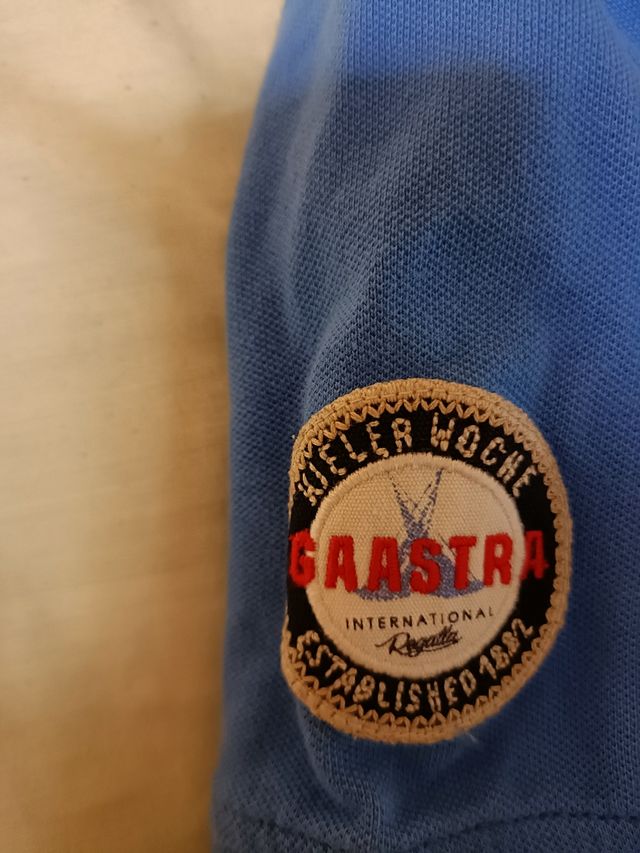 KIELER WOCHE
GAASTRA
INTERNATIONAL
Regatta
ESTABLISHED 1882